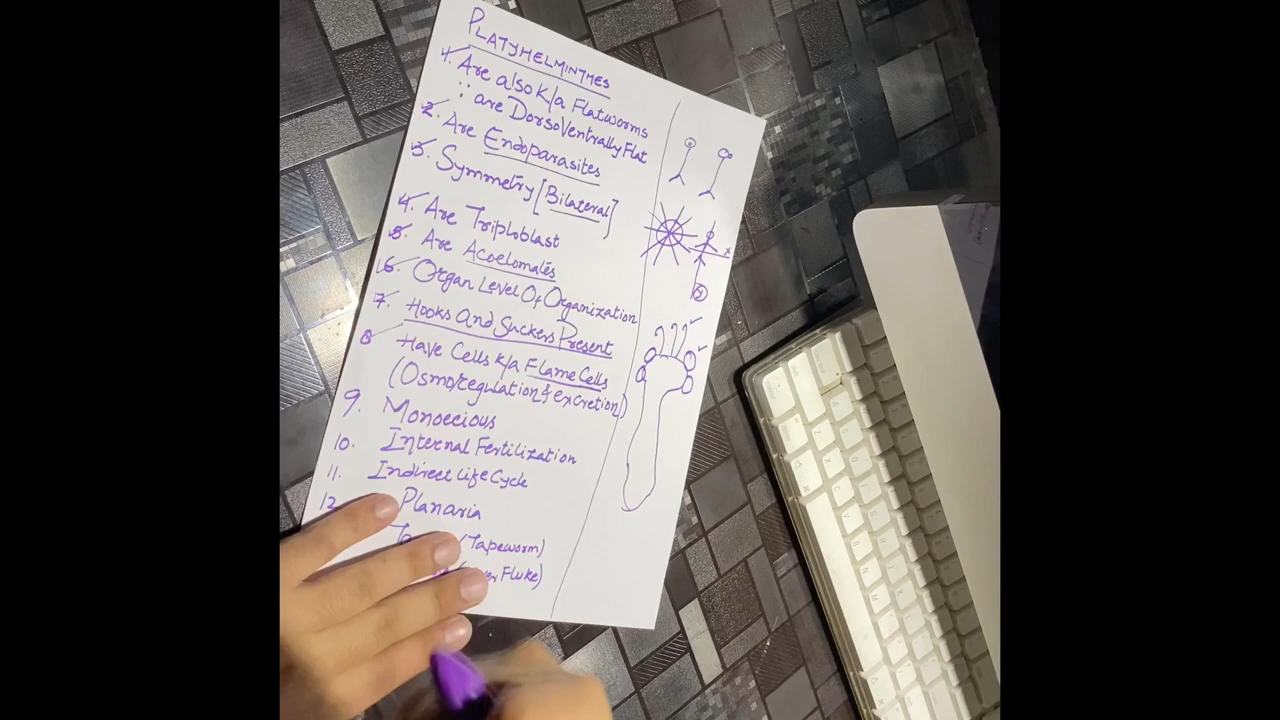 PLATYHELMINTHES
1. Are also K/a Flatworms
∵ are DorsoVentrally Flat
2. Are Endoparasites
3. Symmetry [Bilateral]
4. Are Triploblast
5. Are Acoelomates
6. Organ Level Of Organization
7. Hooks And Suckers Present
8 Have Cells K/a Flame Cells
(Osmoregulation & excretion)
9. Monoecious
10. Internal Fertilization
11. Indirect Life Cycle
12 Planaria
(Tapeworm)
Fluke)